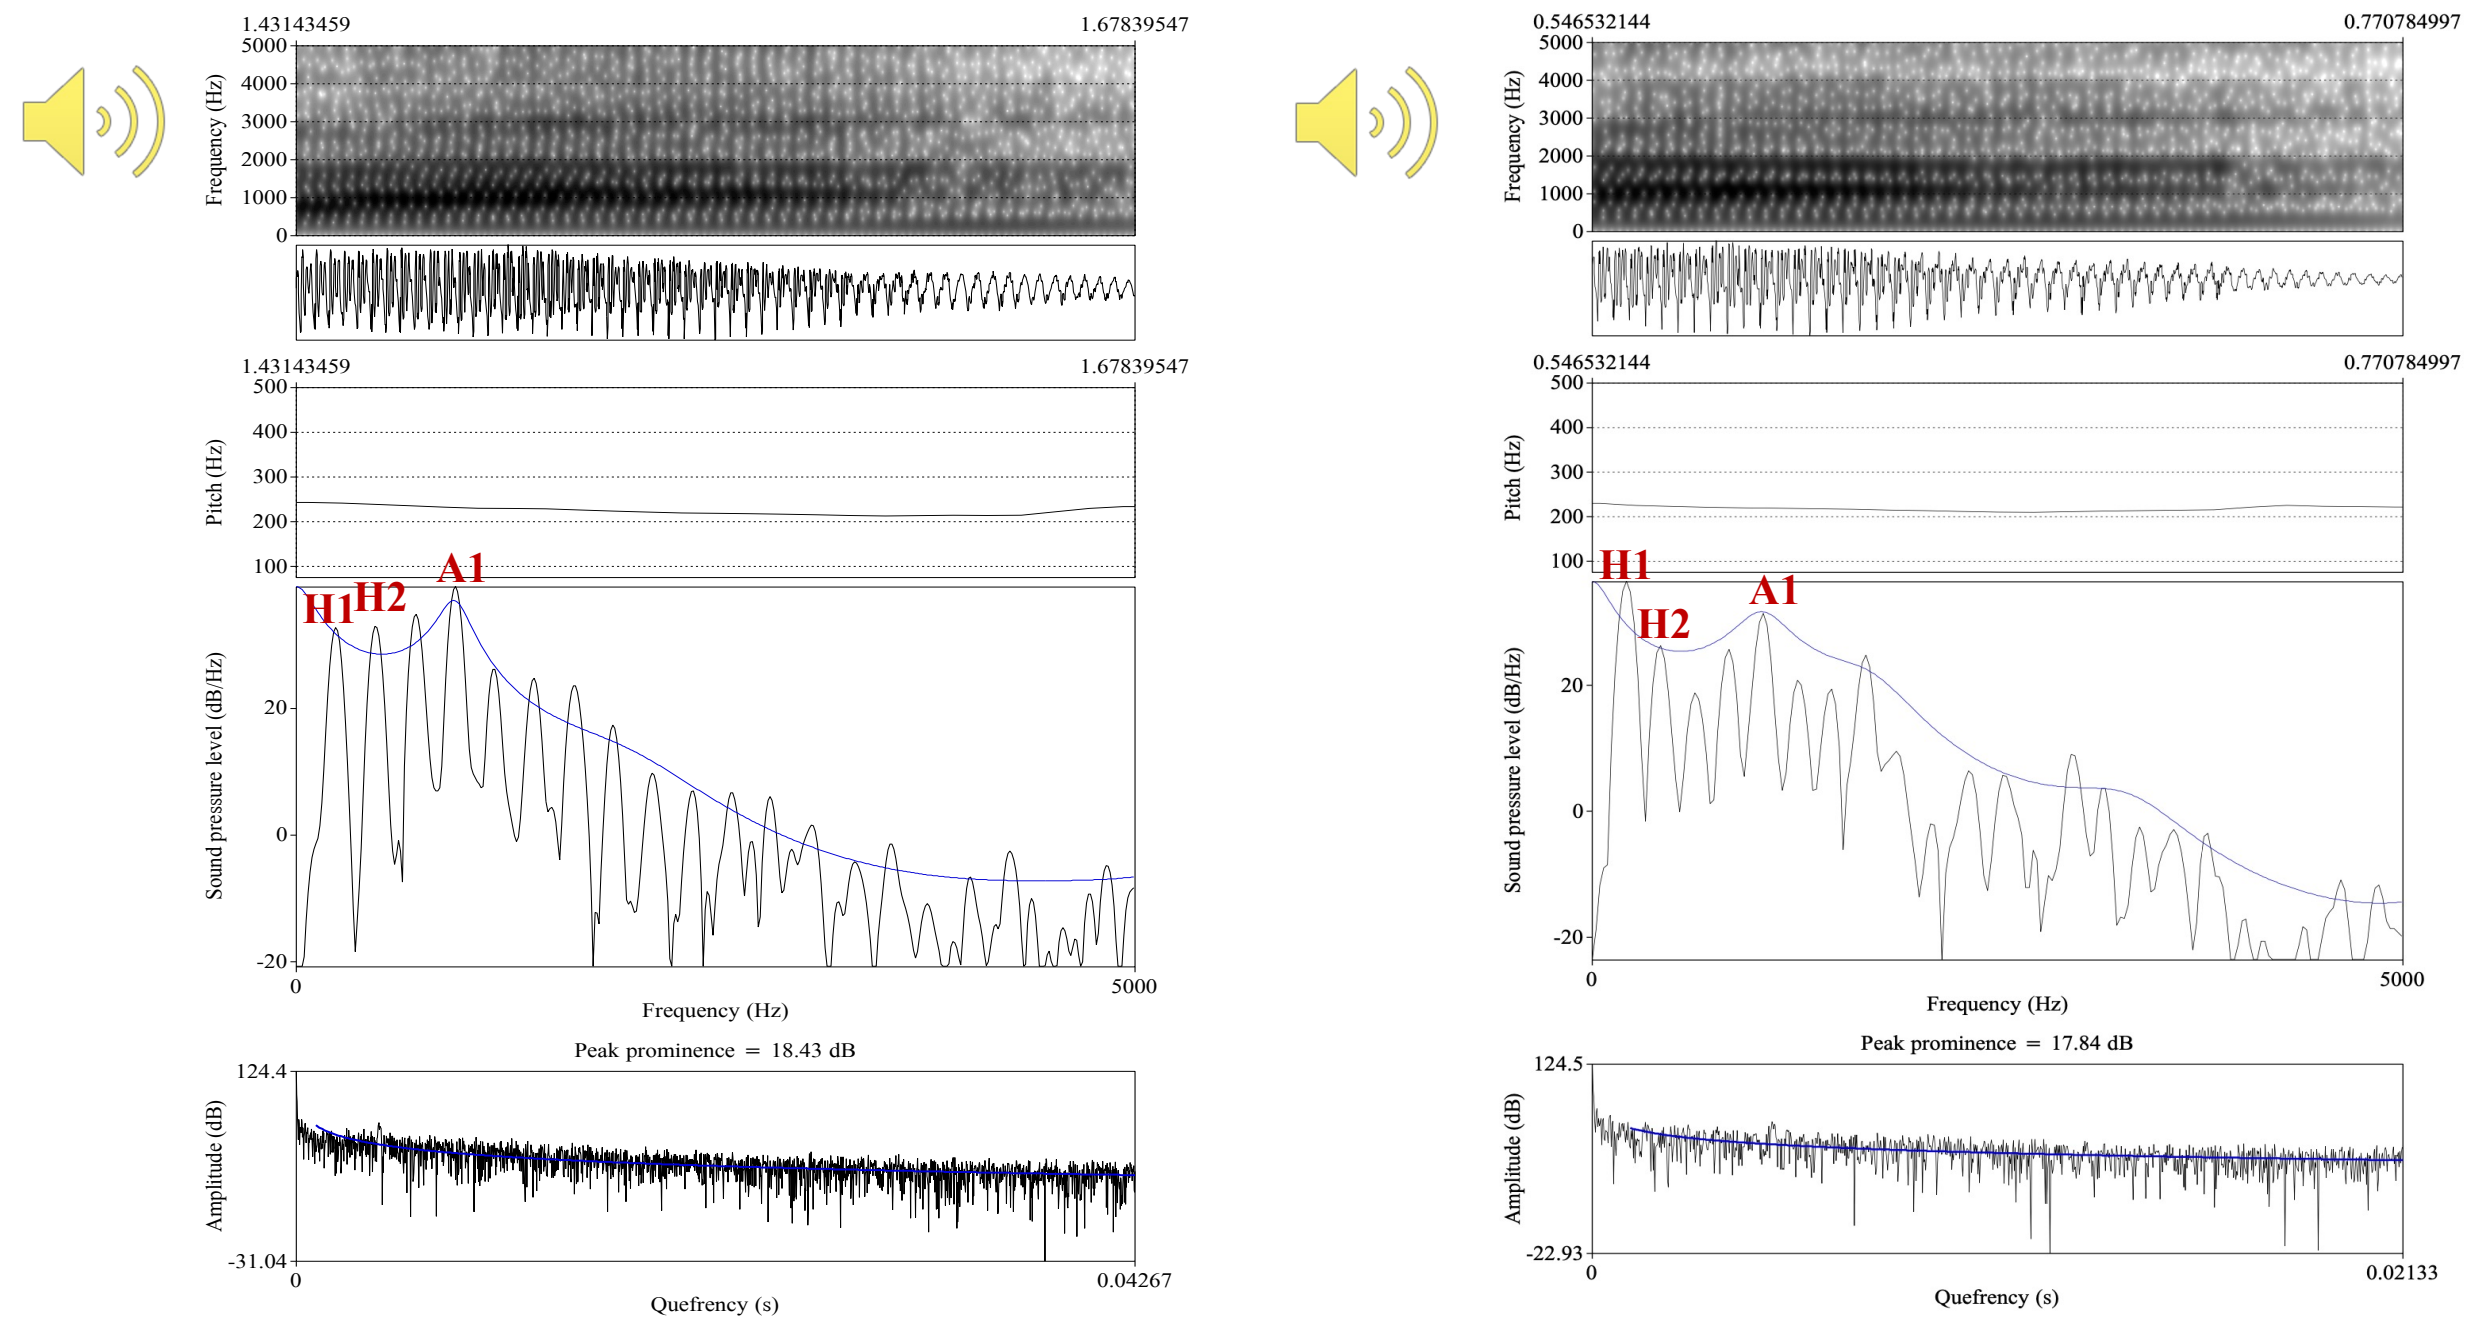 1.43143459 1.67839547
5000
4000
3000
2000
1000
0
Frequency (Hz)
1.43143459 1.67839547
500
400
300
200
100
Pitch (Hz)
H1 H2 A1
20
0
-20
Sound pressure level (dB/Hz)
0 5000
Frequency (Hz)
Peak prominence = 18.43 dB
124.4
-31.04
Amplitude (dB)
0 0.04267
Quefrency (s)
0.546532144 0.770784997
5000
4000
3000
2000
1000
0
Frequency (Hz)
0.546532144 0.770784997
500
400
300
200
100
Pitch (Hz)
H1
H2 A1
20
0
-20
Sound pressure level (dB/Hz)
0 5000
Frequency (Hz)
Peak prominence = 17.84 dB
124.5
-22.93
Amplitude (dB)
0 0.02133
Quefrency (s)